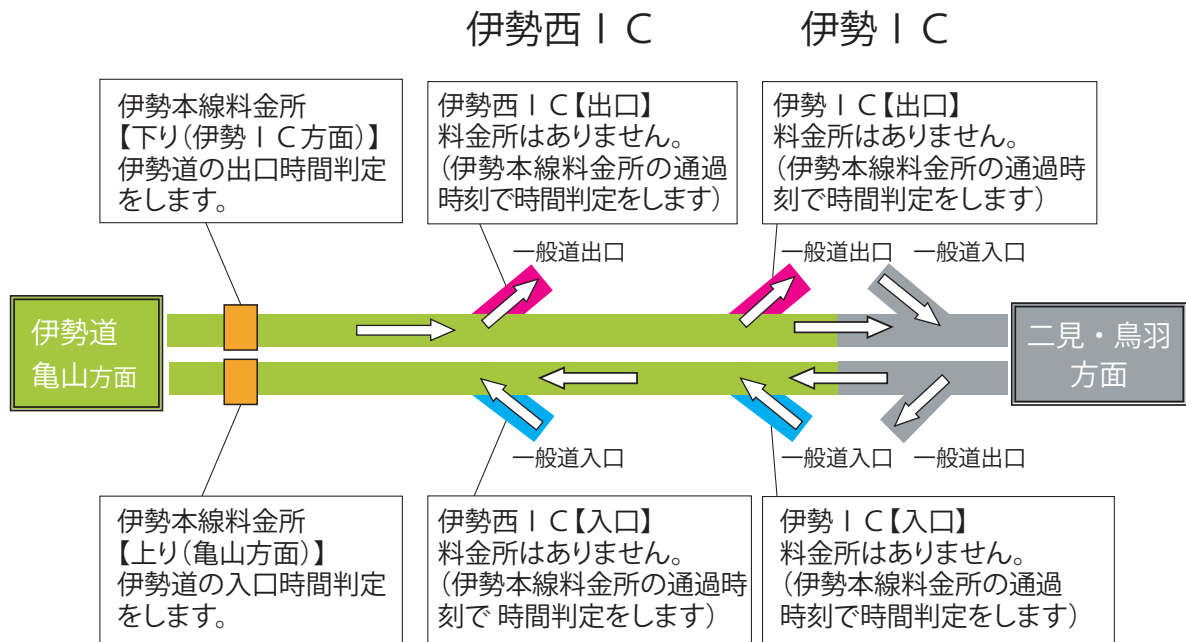 伊勢西ＩＣ
伊勢ＩＣ
伊勢本線料金所
【下り（伊勢ＩＣ方面）】
伊勢道の出口時間判定
をします。
伊勢西ＩＣ【出口】
料金所はありません。
（伊勢本線料金所の通過
時刻で時間判定をします）
伊勢ＩＣ【出口】
料金所はありません。
（伊勢本線料金所の通過時
刻で時間判定をします）
一般道出口
一般道出口
一般道入口
伊勢道
亀山方面
二見・鳥羽
方面
一般道入口
一般道入口
一般道出口
伊勢本線料金所
【上り（亀山方面）】
伊勢道の入口時間判定
をします。
伊勢西ＩＣ【入口】
料金所はありません。
（伊勢本線料金所の通過時
刻で 時間判定をします）
伊勢ＩＣ【入口】
料金所はありません。
（伊勢本線料金所の通過
時刻で時間判定をします）